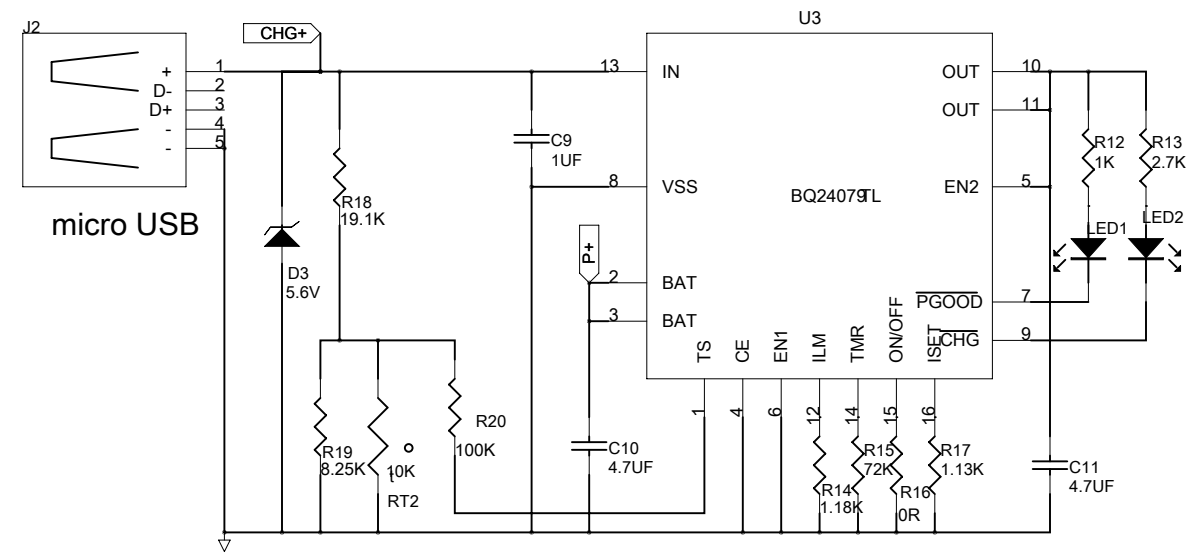 J2
CHG+
U3
+
1
D-
2
D+
3
-
4
-
5
micro USB
R18
19.1K
D3
5.6V
C9
1UF
13
IN
8
VSS
P+
2
BAT
3
BAT
BQ24079TL
OUT
10
OUT
11
EN2
5
PGOOD
7
CHG
9
TS
CE
EN1
ILM
TMR
ON/OFF
ISET
1
4
6
12
14
15
16
R12
1K
R13
2.7K
LED1
LED2
R19
8.25K
10K
t
RT2
R20
100K
C10
4.7UF
R14
1.18K
R15
72K
R16
0R
R17
1.13K
C11
4.7UF